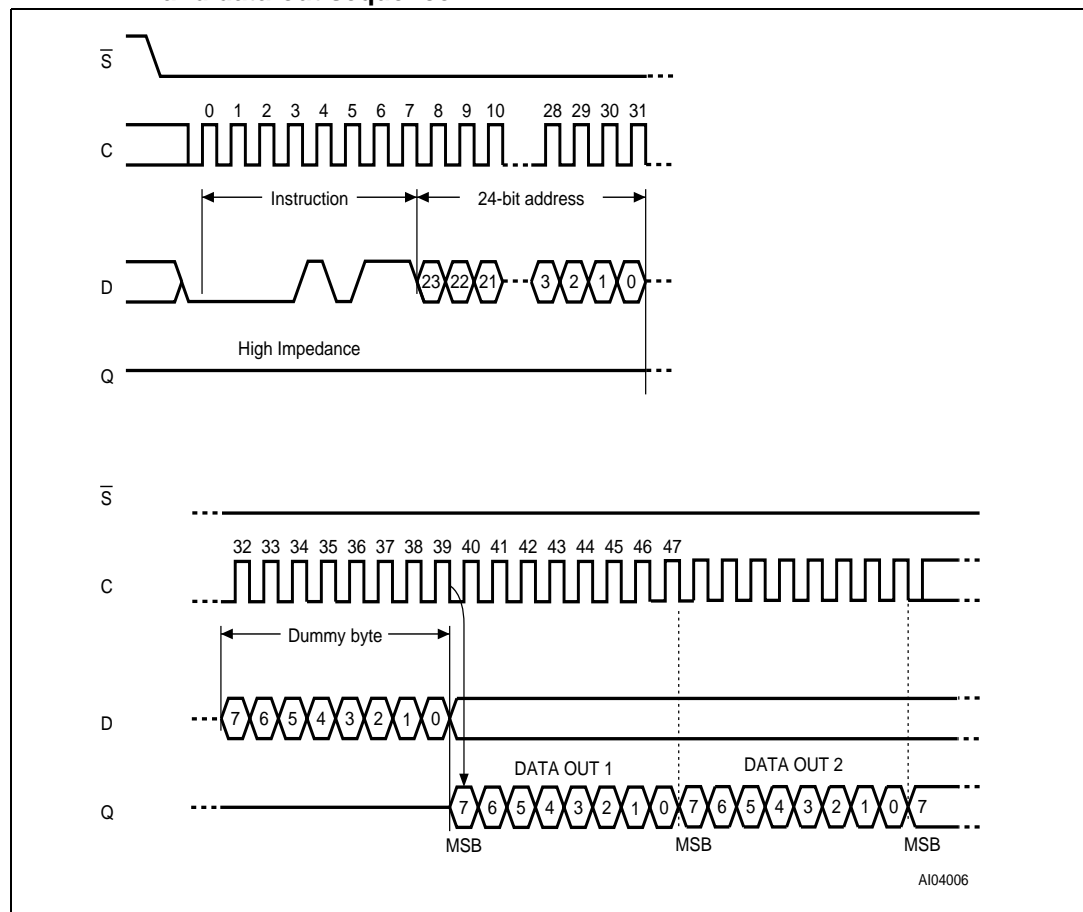 S
0 1 2 3 4 5 6 7 8 9 10 28 29 30 31
C
Instruction 24-bit address
D 23 22 21 3 2 1 0
High Impedance
Q
S
32 33 34 35 36 37 38 39 40 41 42 43 44 45 46 47
C
Dummy byte
D 7 6 5 4 3 2 1 0
DATA OUT 1 DATA OUT 2
Q 7 6 5 4 3 2 1 0 7 6 5 4 3 2 1 0 7
MSB MSB MSB
AI04006